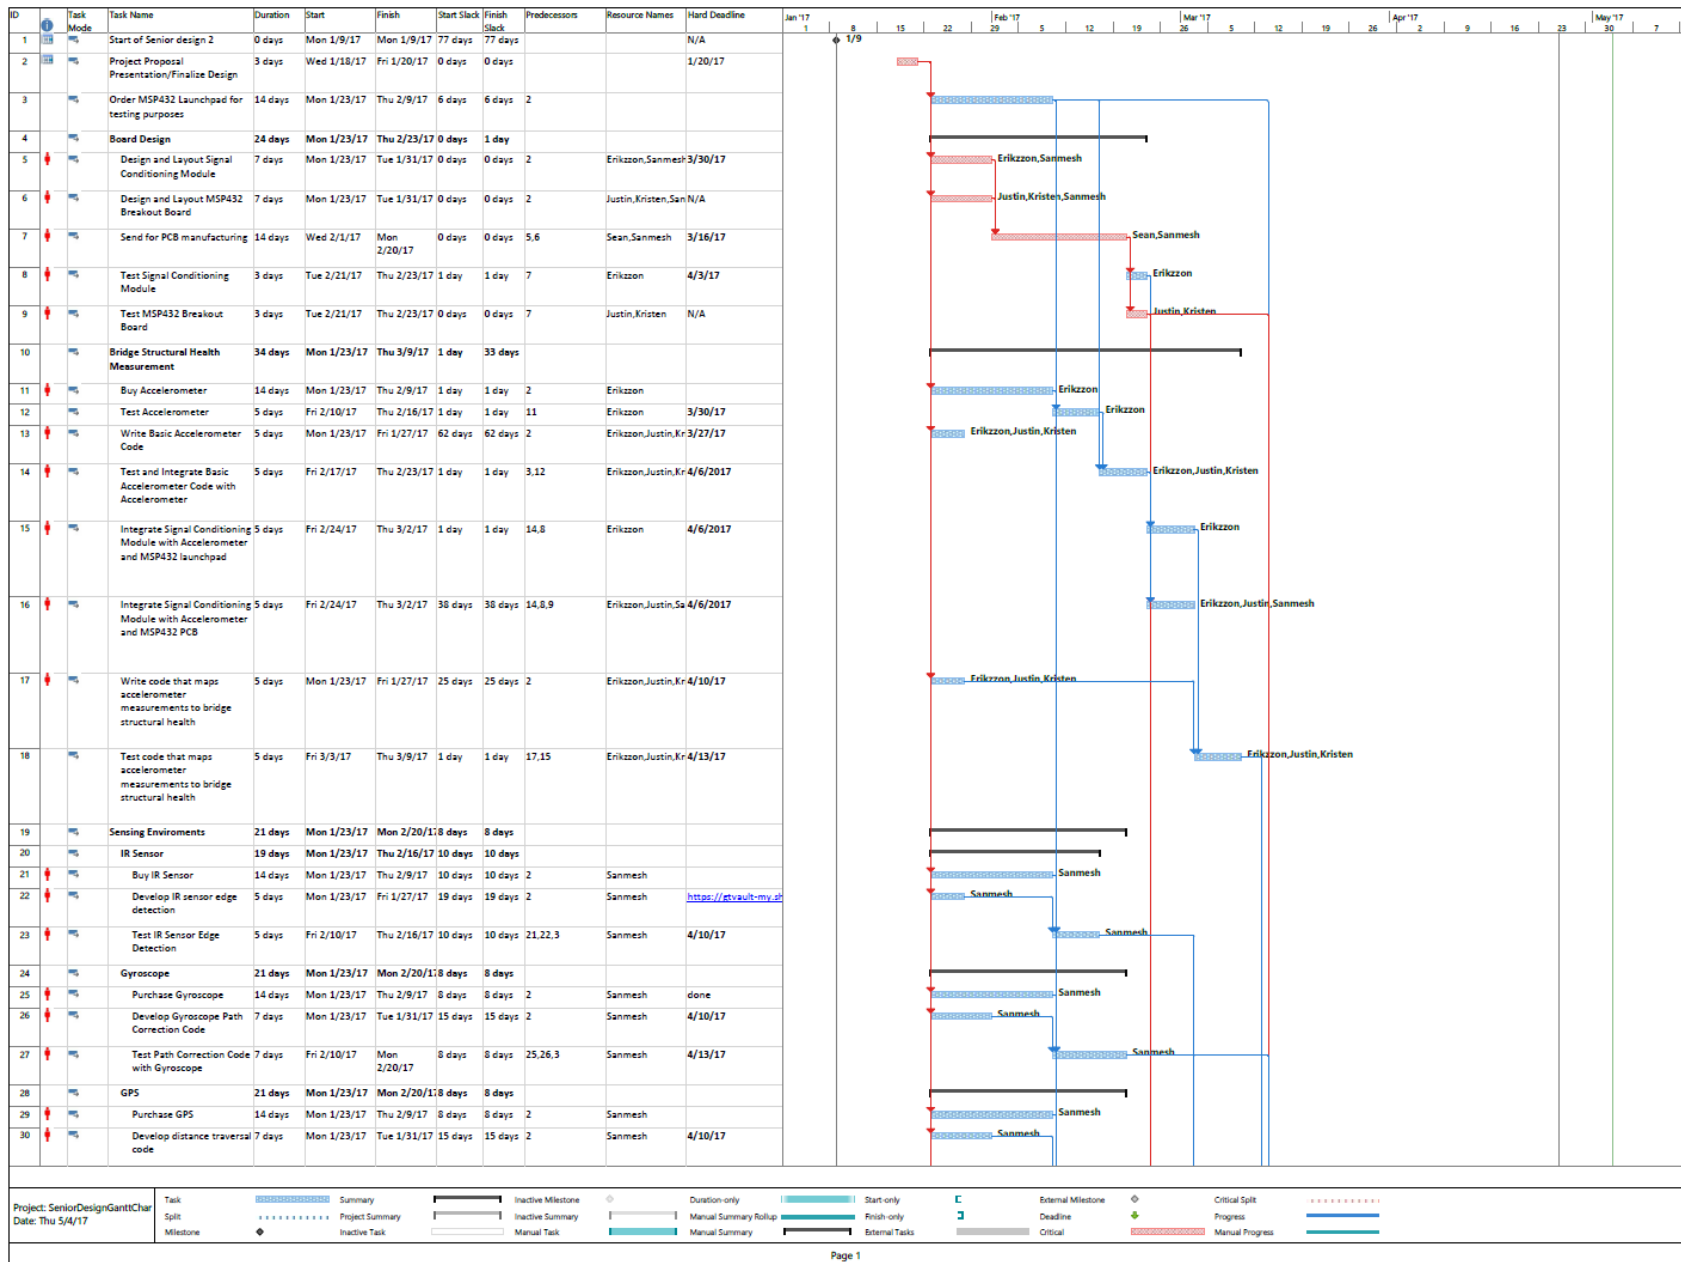 ID Task Mode Task Name Duration Start Finish Start Slack Finish Slack Predecessors Resource Names Hard Deadline
Jan '17 Feb '17 Mar '17 Apr '17 May '17
1 8 15 22 29 5 12 19 26 5 12 19 26 2 9 16 23 30 7
1 Start of Senior design 2 0 days Mon 1/9/17 Mon 1/9/17 77 days 77 days N/A 1/9
2 Project Proposal 3 days Wed 1/18/17 Fri 1/20/17 0 days 0 days 1/20/17
Presentation/Finalize Design
3 Order MSP432 Launchpad for 14 days Mon 1/23/17 Thu 2/9/17 6 days 6 days 2
testing purposes
4 Board Design 24 days Mon 1/23/17 Thu 2/23/17 0 days 1 day
5 Design and Layout Signal 7 days Mon 1/23/17 Tue 1/31/17 0 days 0 days 2 Erikzzon,Sanmesh 3/30/17 Erikzzon,Sanmesh
Conditioning Module
6 Design and Layout MSP432 7 days Mon 1/23/17 Tue 1/31/17 0 days 0 days 2 Justin,Kristen,San N/A Justin,Kristen,Sanmesh
Breakout Board
7 Send for PCB manufacturing 14 days Wed 2/1/17 Mon 0 days 0 days 5,6 Sean,Sanmesh 3/16/17 Sean,Sanmesh
2/20/17
8 Test Signal Conditioning 3 days Tue 2/21/17 Thu 2/23/17 1 day 1 day 7 Erikzzon 4/3/17 Erikzzon
Module
9 Test MSP432 Breakout 3 days Tue 2/21/17 Thu 2/23/17 0 days 0 days 7 Justin,Kristen N/A Justin,Kristen
Board
10 Bridge Structural Health 34 days Mon 1/23/17 Thu 3/9/17 1 day 33 days
Measurement
11 Buy Accelerometer 14 days Mon 1/23/17 Thu 2/9/17 1 day 1 day 2 Erikzzon Erikzzon
12 Test Accelerometer 5 days Fri 2/10/17 Thu 2/16/17 1 day 1 day 11 Erikzzon 3/30/17 Erikzzon
13 Write Basic Accelerometer 5 days Mon 1/23/17 Fri 1/27/17 62 days 62 days 2 Erikzzon,Justin,Kr 3/27/17 Erikzzon,Justin,Kristen
Code
14 Test and Integrate Basic 5 days Fri 2/17/17 Thu 2/23/17 1 day 1 day 3,12 Erikzzon,Justin,Kr 4/6/2017 Erikzzon,Justin,Kristen
Accelerometer Code with
Accelerometer
15 Integrate Signal Conditioning 5 days Fri 2/24/17 Thu 3/2/17 1 day 1 day 14,8 Erikzzon 4/6/2017 Erikzzon
Module with Accelerometer
and MSP432 launchpad
16 Integrate Signal Conditioning 5 days Fri 2/24/17 Thu 3/2/17 38 days 38 days 14,8,9 Erikzzon,Justin,Sa 4/6/2017 Erikzzon,Justin,Sanmesh
Module with Accelerometer
and MSP432 PCB
17 Write code that maps 5 days Mon 1/23/17 Fri 1/27/17 25 days 25 days 2 Erikzzon,Justin,Kr 4/10/17 Erikzzon,Justin,Kristen
accelerometer
measurements to bridge
structural health
18 Test code that maps 5 days Fri 3/3/17 Thu 3/9/17 1 day 1 day 17,15 Erikzzon,Justin,Kr 4/13/17 Erikzzon,Justin,Kristen
accelerometer
measurements to bridge
structural health
19 Sensing Enviroments 21 days Mon 1/23/17 Mon 2/20/17 8 days 8 days
20 IR Sensor 19 days Mon 1/23/17 Thu 2/16/17 10 days 10 days
21 Buy IR Sensor 14 days Mon 1/23/17 Thu 2/9/17 10 days 10 days 2 Sanmesh Sanmesh
22 Develop IR sensor edge 5 days Mon 1/23/17 Fri 1/27/17 19 days 19 days 2 Sanmesh https://gtvault-my.sh Sanmesh
detection
23 Test IR Sensor Edge 5 days Fri 2/10/17 Thu 2/16/17 10 days 10 days 21,22,3 Sanmesh 4/10/17 Sanmesh
Detection
24 Gyroscope 21 days Mon 1/23/17 Mon 2/20/17 8 days 8 days
25 Purchase Gyroscope 14 days Mon 1/23/17 Thu 2/9/17 8 days 8 days 2 Sanmesh done Sanmesh
26 Develop Gyroscope Path 7 days Mon 1/23/17 Tue 1/31/17 15 days 15 days 2 Sanmesh 4/10/17 Sanmesh
Correction Code
27 Test Path Correction Code 7 days Fri 2/10/17 Mon 8 days 8 days 25,26,3 Sanmesh 4/13/17 Sanmesh
with Gyroscope 2/20/17
28 GPS 21 days Mon 1/23/17 Mon 2/20/17 8 days 8 days
29 Purchase GPS 14 days Mon 1/23/17 Thu 2/9/17 8 days 8 days 2 Sanmesh Sanmesh
30 Develop distance traversal 7 days Mon 1/23/17 Tue 1/31/17 15 days 15 days 2 Sanmesh 4/10/17 Sanmesh
code
Project: SeniorDesignGanttChar
Date: Thu 5/4/17
Task Summary Inactive Milestone Duration-only Start-only External Milestone Critical Split
Split Project Summary Inactive Summary Manual Summary Rollup Finish-only Deadline Progress
Milestone Inactive Task Manual Task Manual Summary External Tasks Critical Manual Progress
Page 1